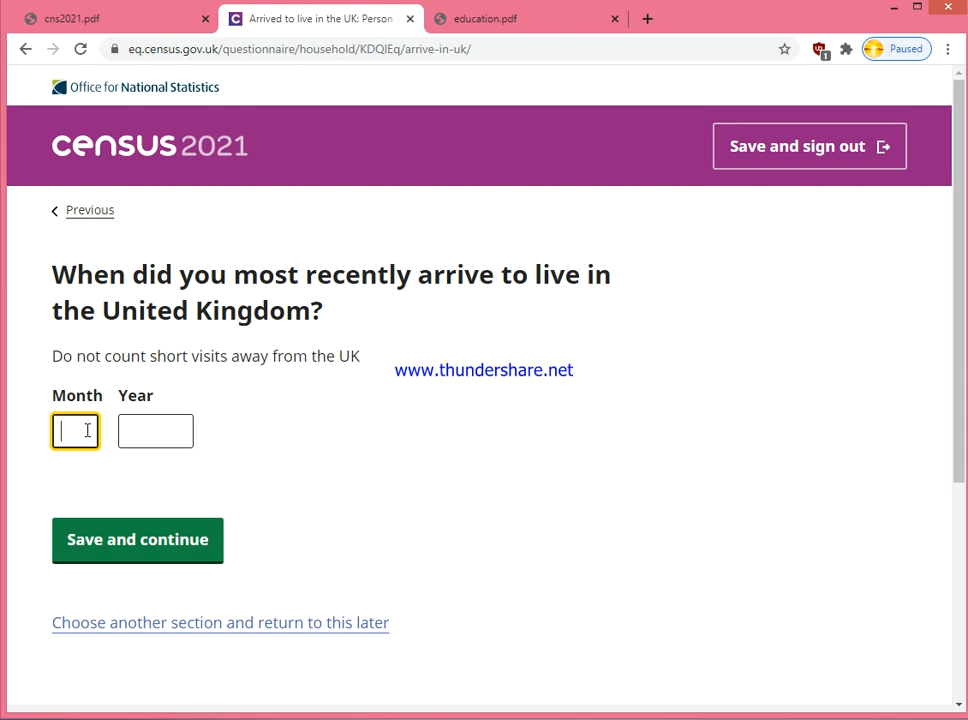 cns2021.pdf
Arrived to live in the UK: Person
education.pdf
eq.census.gov.uk/questionnaire/household/KDQIEq/arrive-in-uk/
1
Paused
Office for National Statistics
census 2021
Save and sign out
Previous
When did you most recently arrive to live in
the United Kingdom?
Do not count short visits away from the UK
www.thundershare.net
Month Year
Save and continue
Choose another section and return to this later